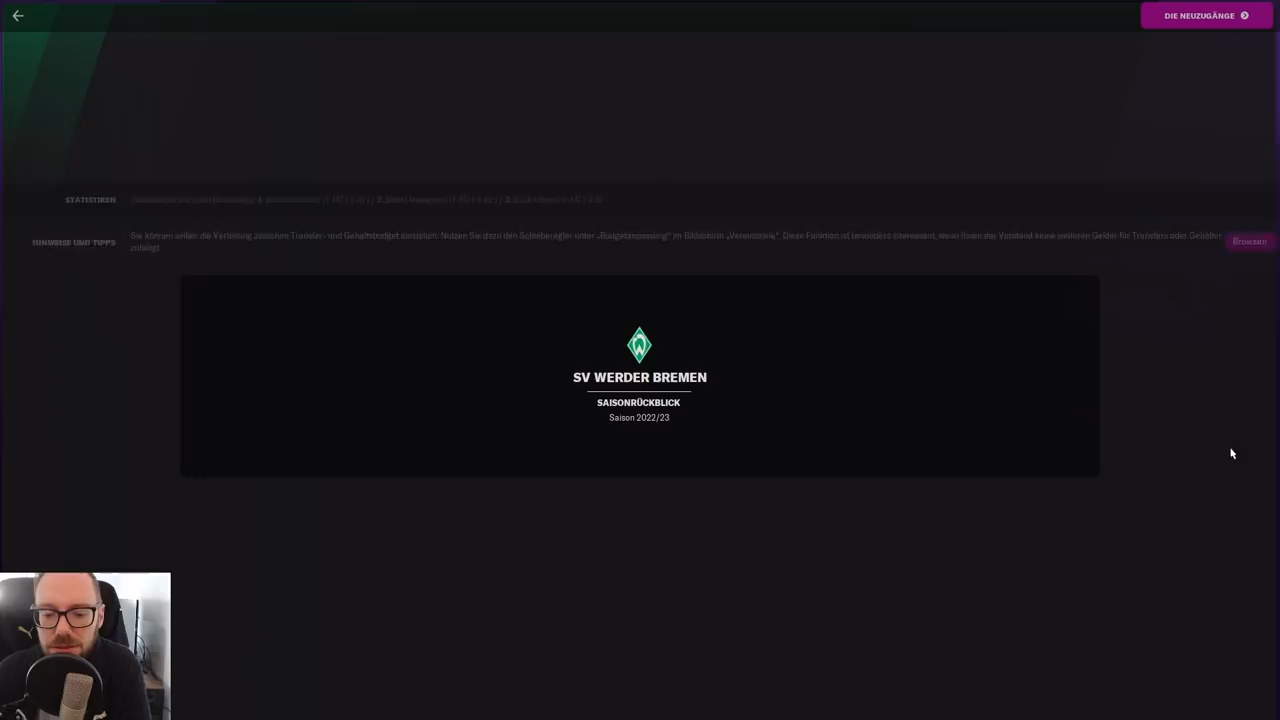 DIE NEUZUGÄNGE
STATISTIKEN
HINWEISE UND TIPPS
Sie können selber die Verteilung zwischen Transfer- und Gehaltsbudget einstellen. Nutzen Sie dazu den Schieberegler unter „Budgetanpassung“ im Bildschirm „Vereinsziele“. Diese Funktion ist besonders interessant, wenn Ihnen der Vorstand keine weiteren Gelder für Transfers oder Gehälter
zubilligt
Browsen
SV WERDER BREMEN
SAISONRÜCKBLICK
Saison 2022/23